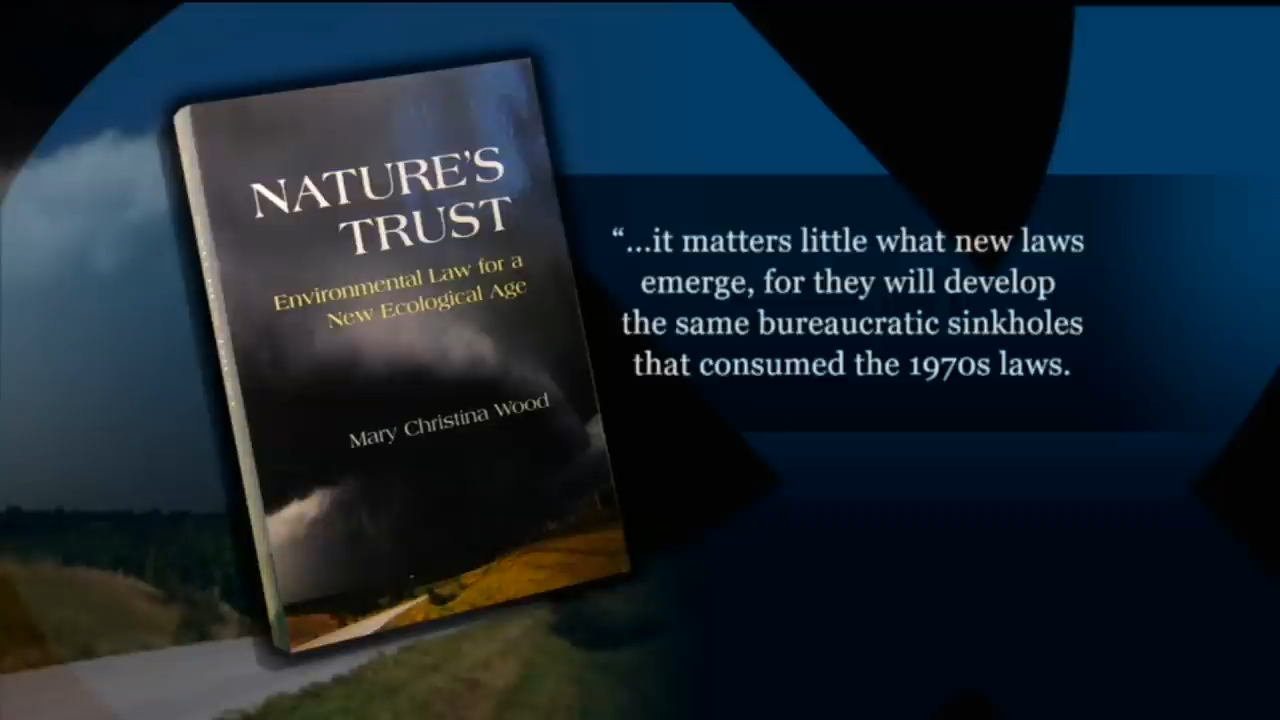 NATURE'S
TRUST
Environmental Law for a
New Ecological Age
Mary Christina Wood
“...it matters little what new laws
emerge, for they will develop
the same bureaucratic sinkholes
that consumed the 1970s laws.